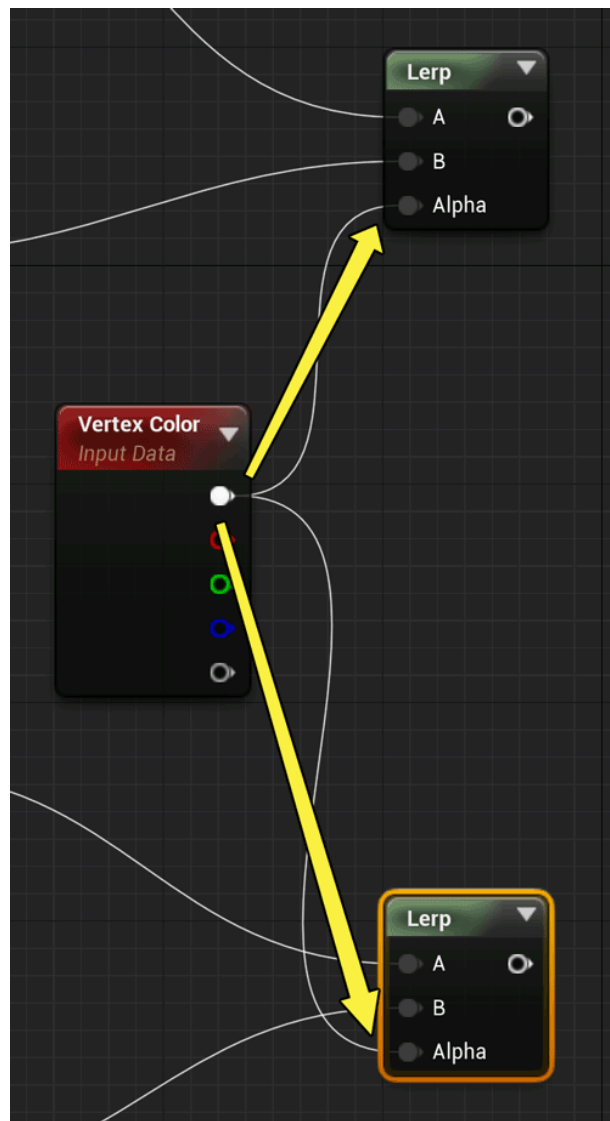 Lerp
A
B
Alpha
Vertex Color
Input Data
Lerp
A
B
Alpha